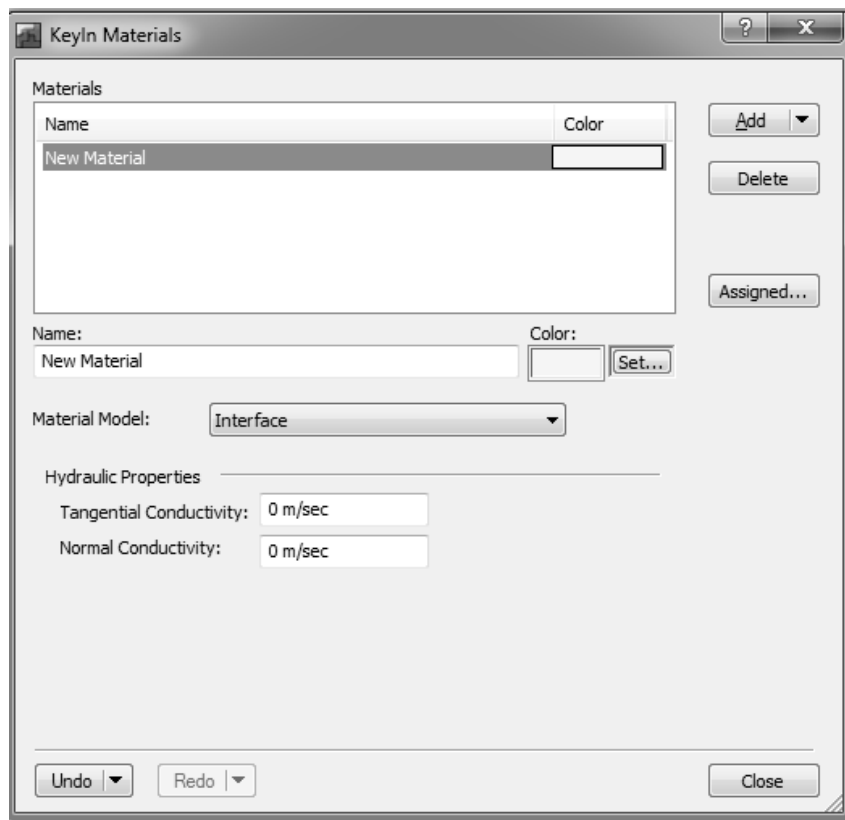 KeyIn Materials
Materials
Name Color
Add
New Material
Delete
Assigned...
Name: Color:
New Material Set...
Material Model: Interface
Hydraulic Properties
Tangential Conductivity: 0 m/sec
Normal Conductivity: 0 m/sec
Undo Redo Close